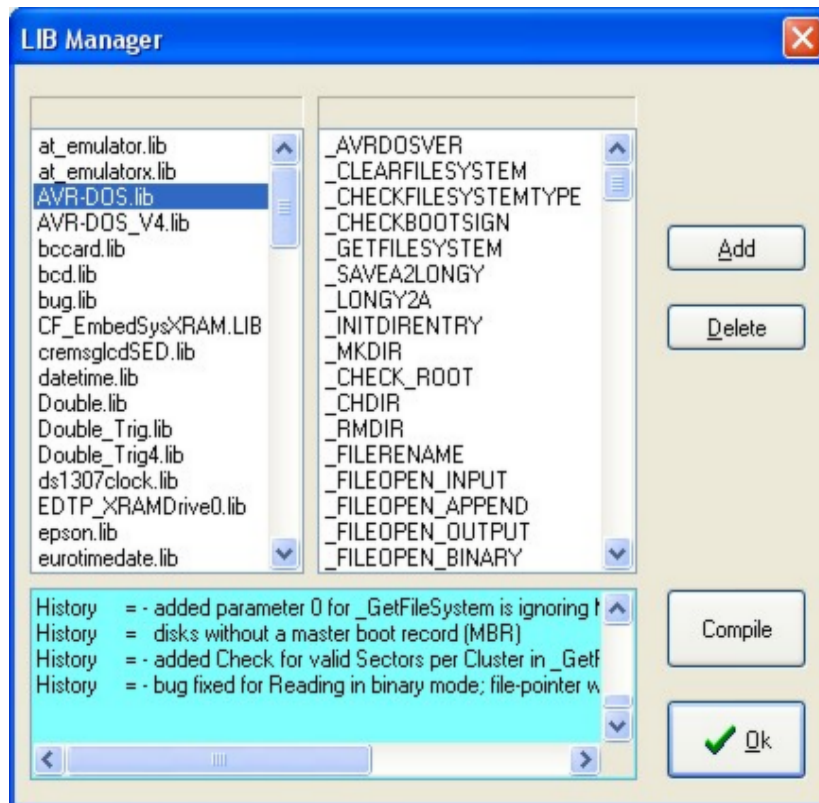 LIB Manager
at_emulator.lib
at_emulatorx.lib
AVR-DOS.lib
AVR-DOS_V4.lib
bccard.lib
bcd.lib
bug.lib
CF_EmbedSysXRAM.LIB
cremsglcdSED.lib
datetime.lib
Double.lib
Double_Trig.lib
Double_Trig4.lib
ds1307clock.lib
EDTP_XRAMDrive0.lib
epson.lib
eurotimedate.lib
_AVRDOSVER
_CLEARFILESYSTEM
_CHECKFILESYSTEMTYPE
_CHECKBOOTSIGN
_GETFILESYSTEM
_SAVEA2LONGY
_LONGY2A
_INITDIRENTRY
_MKDIR
_CHECK_ROOT
_CHDIR
_RMDIR
_FILERENAME
_FILEOPEN_INPUT
_FILEOPEN_APPEND
_FILEOPEN_OUTPUT
_FILEOPEN_BINARY
Add
Delete
History = - added parameter 0 for _GetFileSystem is ignoring
History = disks without a master boot record (MBR)
History = - added Check for valid Sectors per Cluster in
History = - bug fixed for Reading in binary mode; file-pointer
Compile
Ok